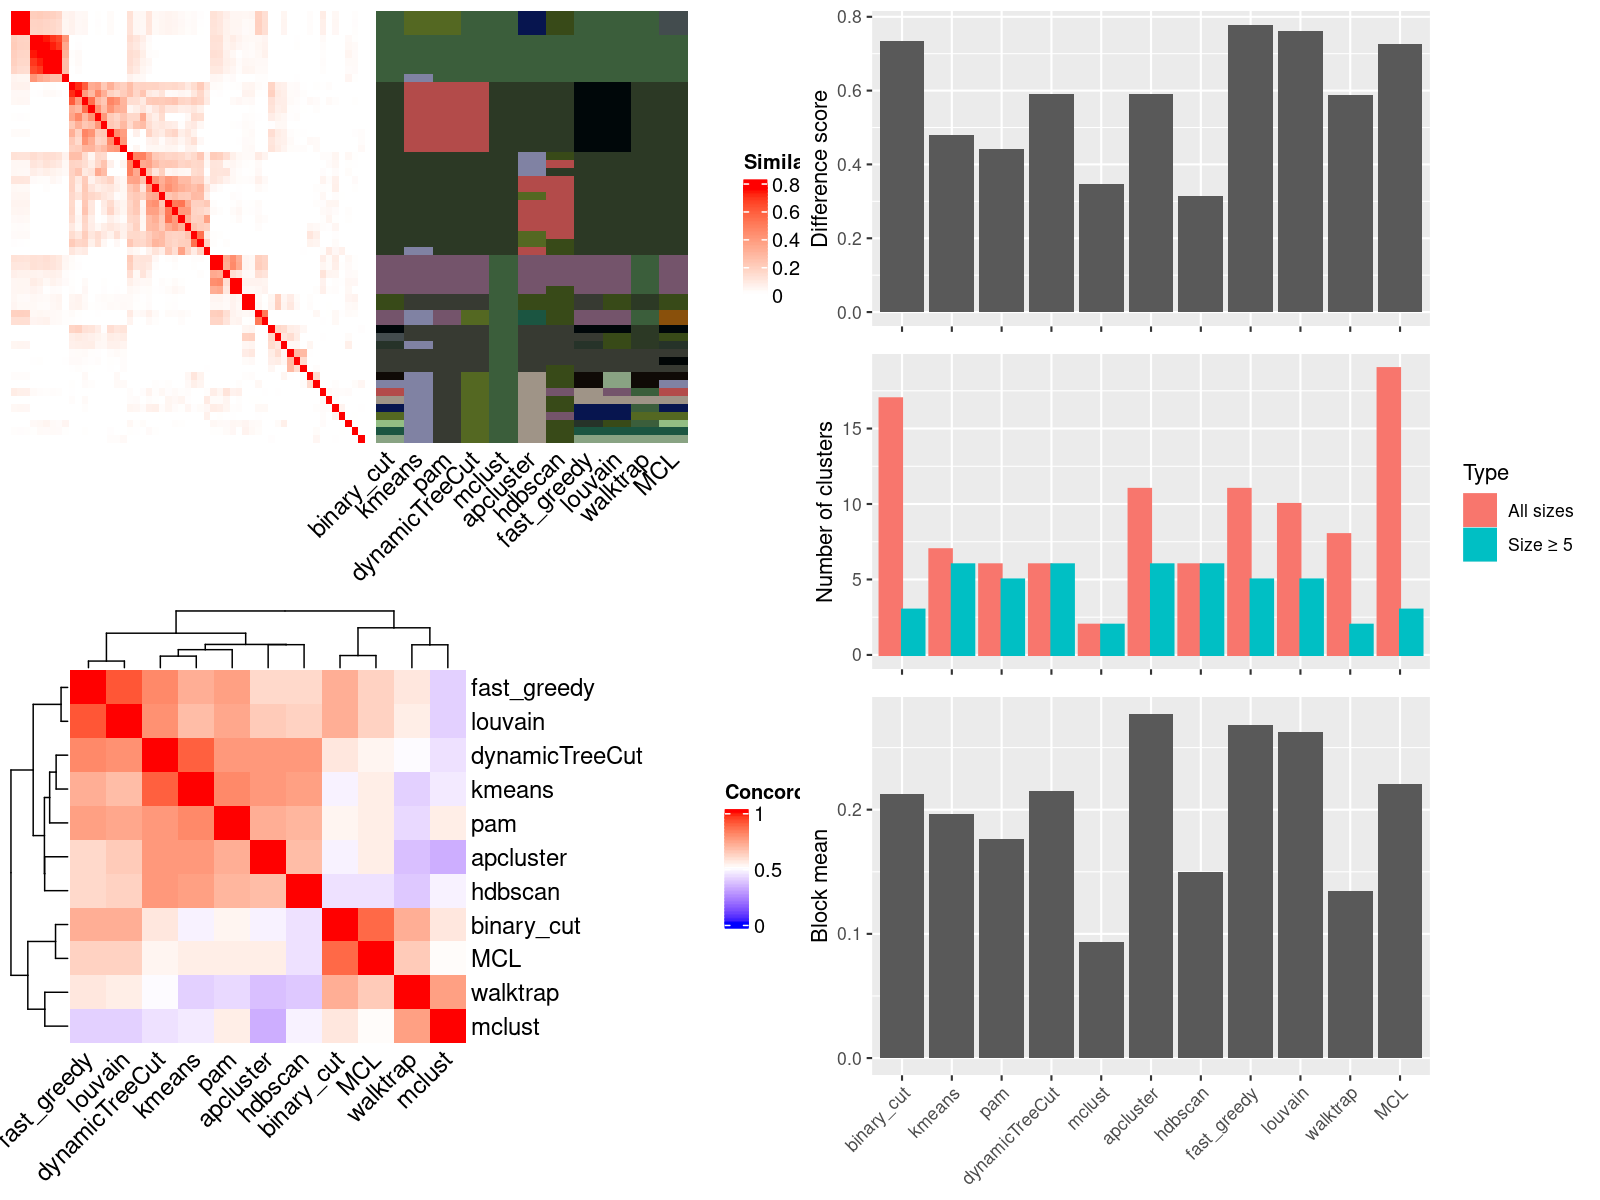 Simila
0.8
0.6
0.4
0.2
0
binary_cut
kmeans
pam
dynamicTreeCut
mclust
apcluster
hdbscan
fast_greedy
louvain
walktrap
MCL
fast_greedy
louvain
dynamicTreeCut
kmeans
pam
apcluster
hdbscan
binary_cut
MCL
walktrap
mclust
Concord
1
0.5
0
fast_greedy
louvain
dynamicTreeCut
kmeans
pam
apcluster
hdbscan
binary_cut
MCL
walktrap
mclust
Difference score
0.8
0.6
0.4
0.2
0.0
Number of clusters
15
10
5
0
Type
All sizes
Size ≥ 5
Block mean
0.2
0.1
0.0
binary_cut
kmeans
pam
dynamicTreeCut
mclust
apcluster
hdbscan
fast_greedy
louvain
walktrap
MCL